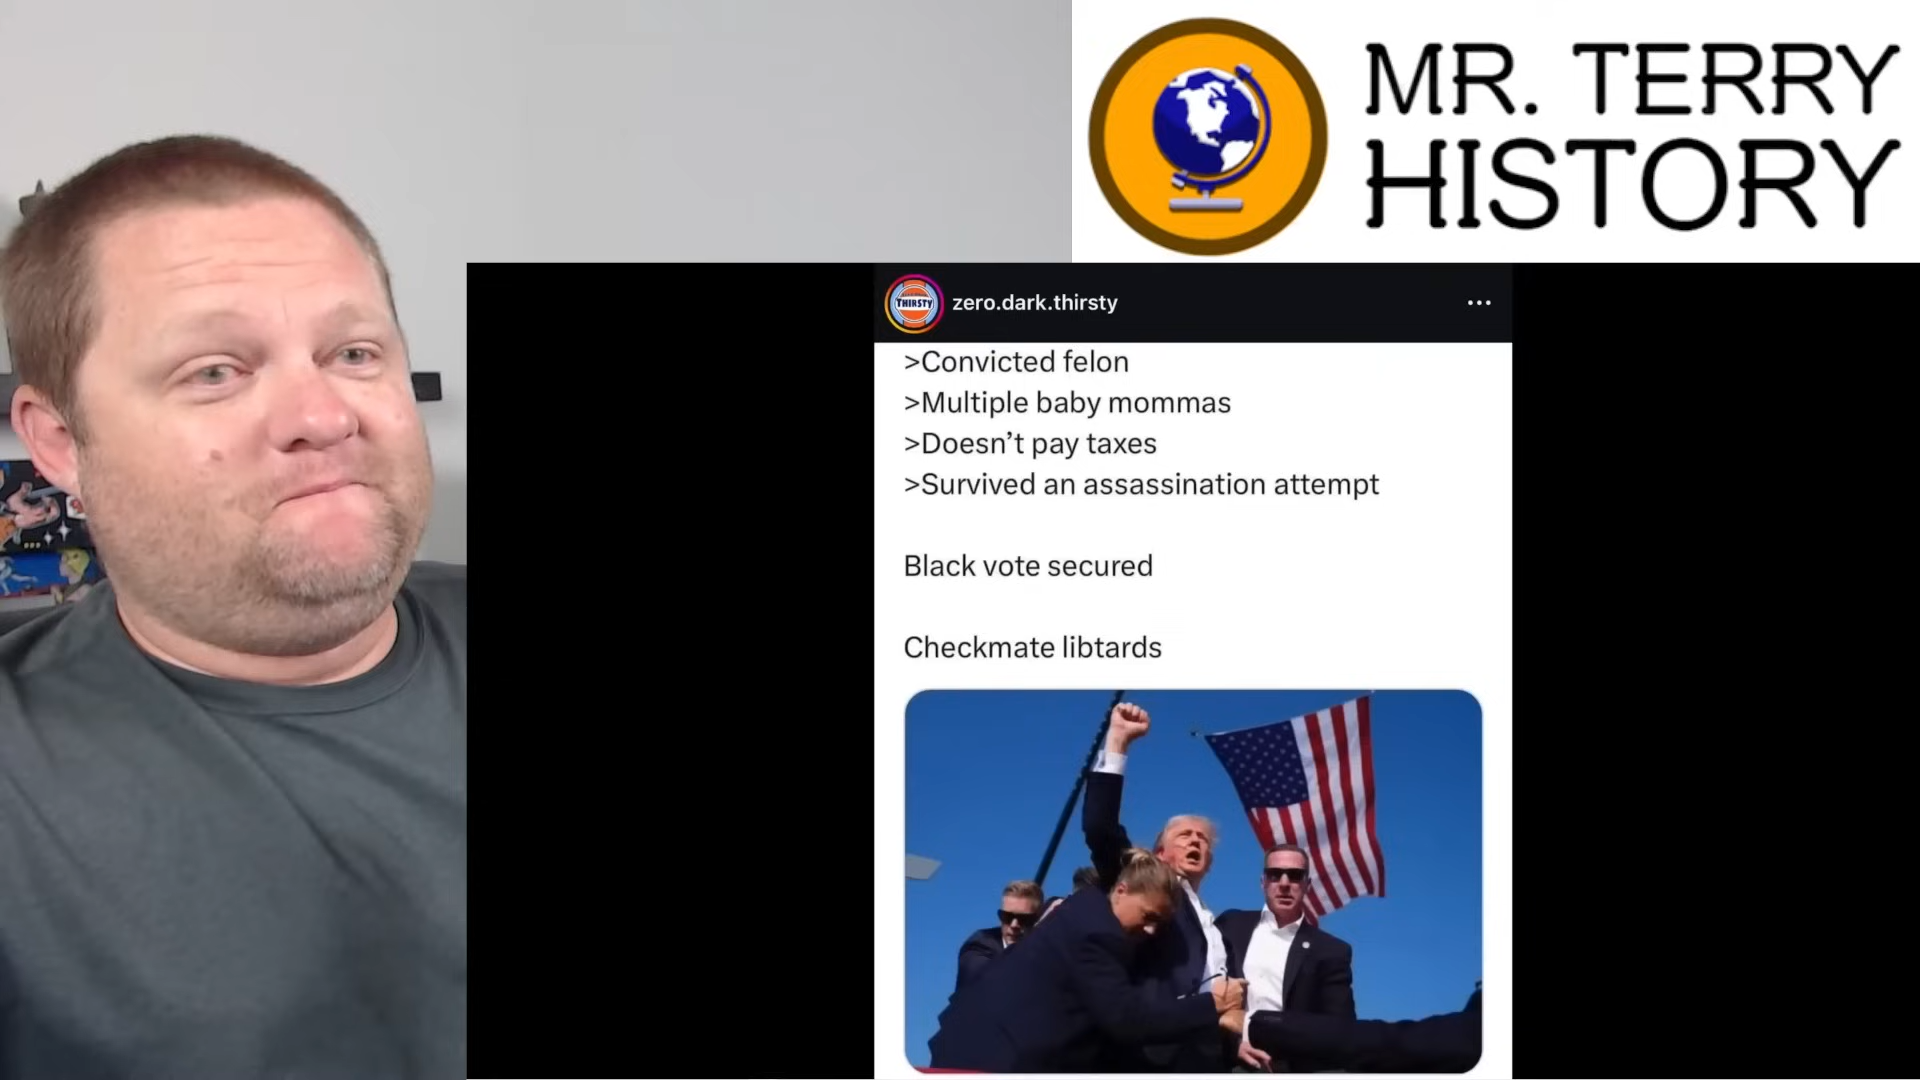 MR. TERRY
HISTORY
THIRSTY
zero.dark.thirsty
>Convicted felon
>Multiple baby mommas
>Doesn't pay taxes
>Survived an assassination attempt
Black vote secured
Checkmate libtards